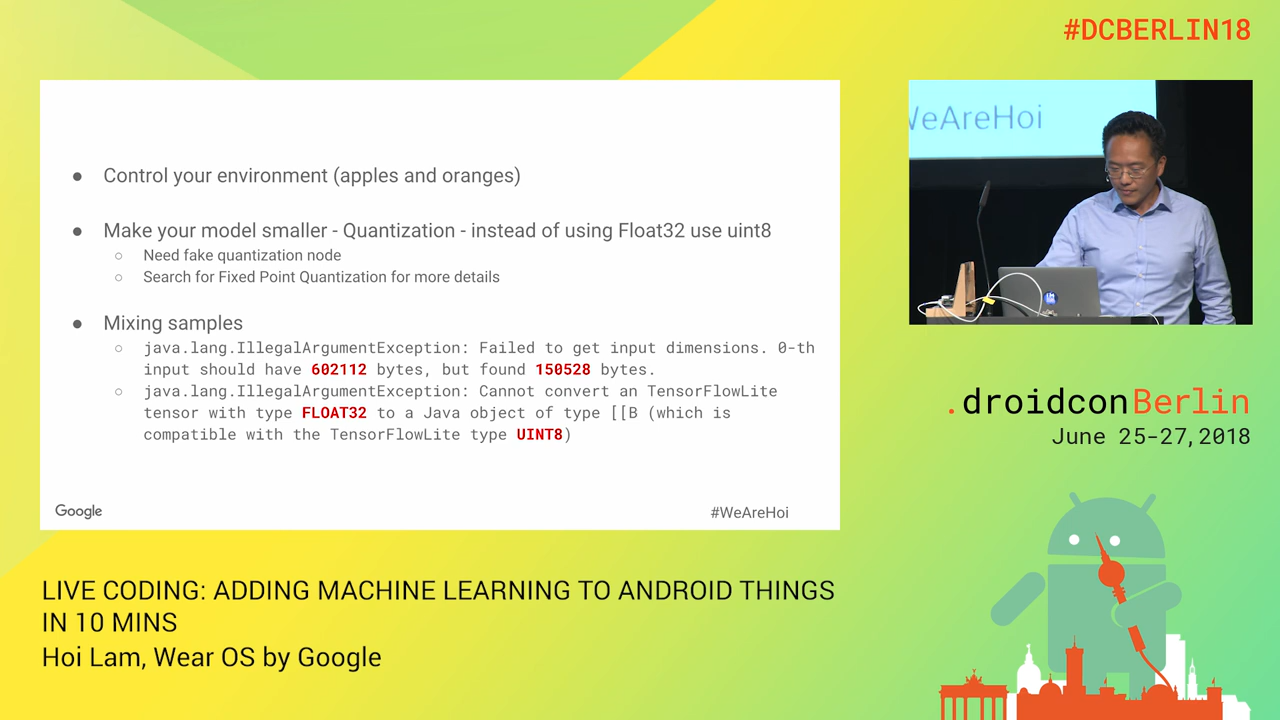 #DCBERLIN18
● Control your environment (apples and oranges)
● Make your model smaller - Quantization - instead of using Float32 use uint8
○ Need fake quantization node
○ Search for Fixed Point Quantization for more details
● Mixing samples
○ java.lang.IllegalArgumentException: Failed to get input dimensions. 0-th
input should have 602112 bytes, but found 150528 bytes.
○ java.lang.IllegalArgumentException: Cannot convert an TensorFlowLite
tensor with type FLOAT32 to a Java object of type [[B (which is
compatible with the TensorFlowLite type UINT8)
Google
#WeAreHoi
WeAreHoi
.droidconBerlin
June 25-27, 2018
LIVE CODING: ADDING MACHINE LEARNING TO ANDROID THINGS
IN 10 MINS
Hoi Lam, Wear OS by Google